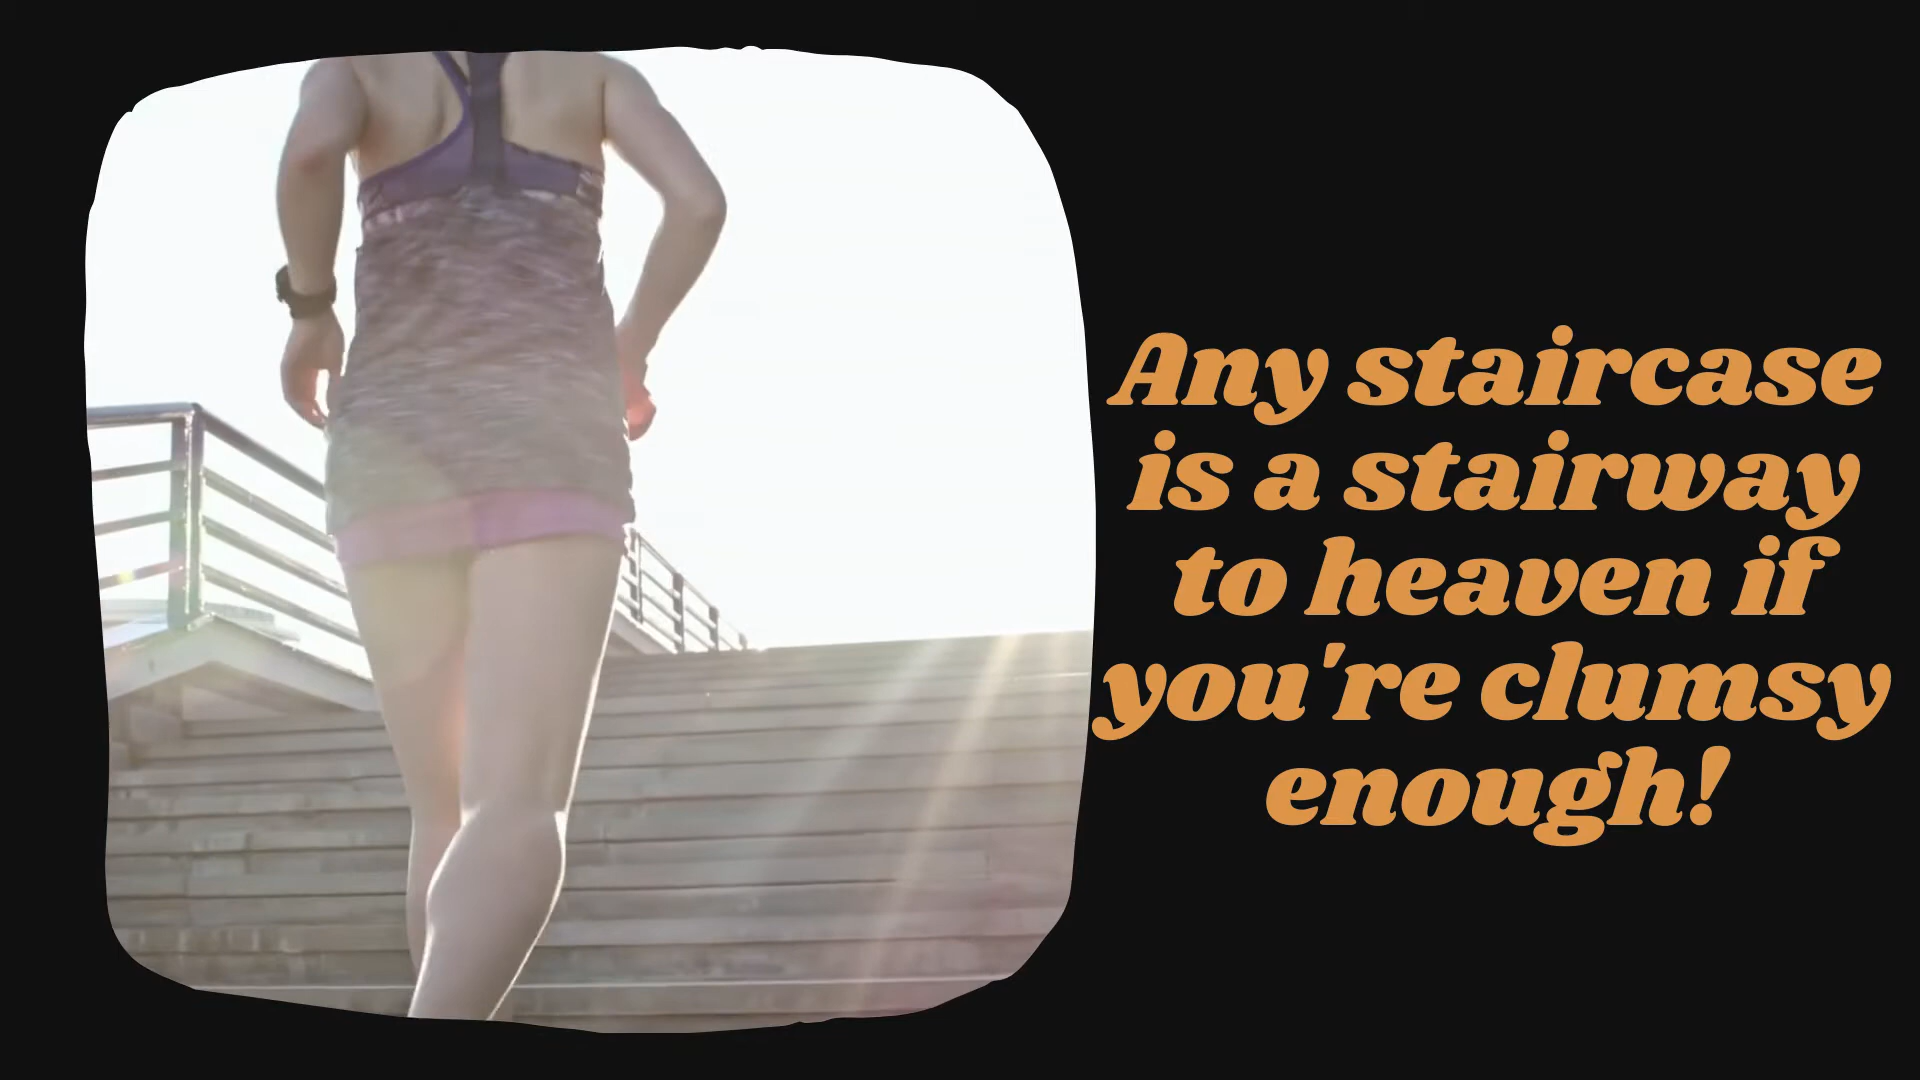 Any staircase
is a stairway
to heaven if
you're clumsy
enough!